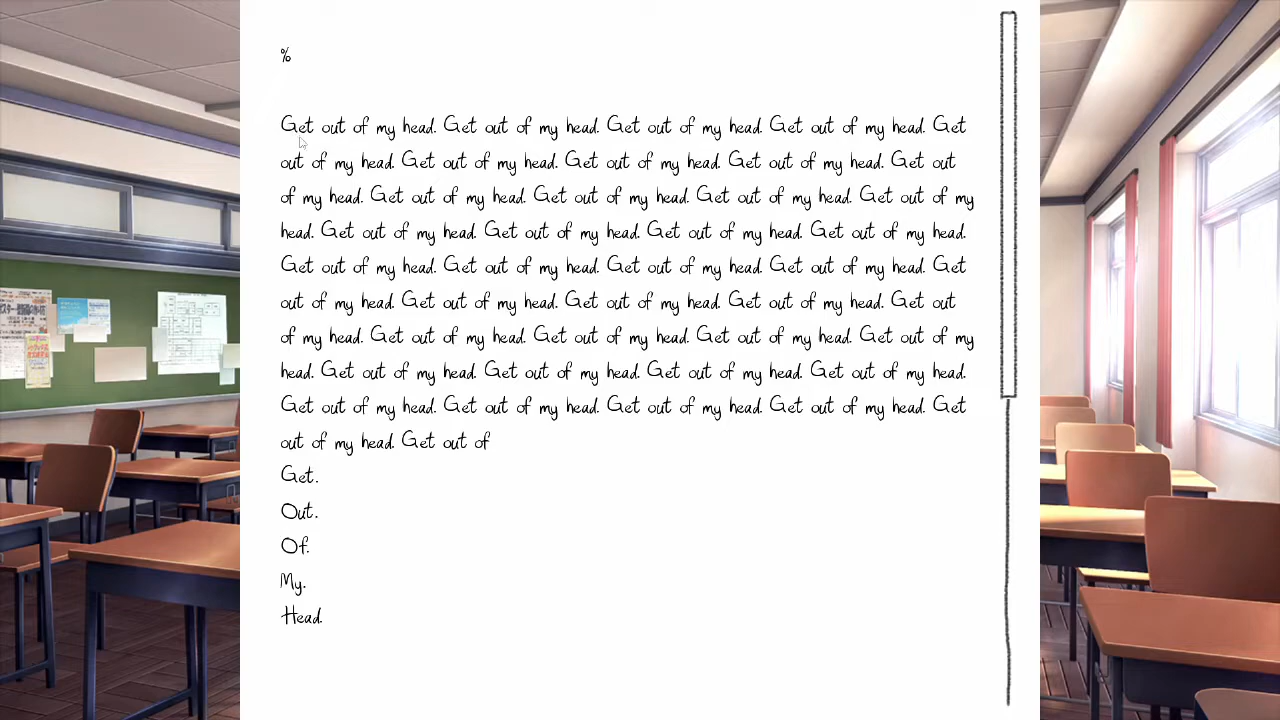 %
Get out of my head. Get out of my head. Get out of my head. Get out of my head. Get
out of my head. Get out of my head. Get out of my head. Get out of my head. Get out
of my head. Get out of my head. Get out of my head. Get out of my head. Get out of my
head. Get out of my head. Get out of my head. Get out of my head. Get out of my head.
Get out of my head. Get out of my head. Get out of my head. Get out of my head. Get
out of my head. Get out of my head. Get out of my head. Get out of my head. Get out
of my head. Get out of my head. Get out of my head. Get out of my head. Get out of my
head. Get out of my head. Get out of my head. Get out of my head. Get out of my head.
Get out of my head. Get out of my head. Get out of my head. Get out of my head. Get
out of my head. Get out of
Get.
Out.
Of.
My.
Head.